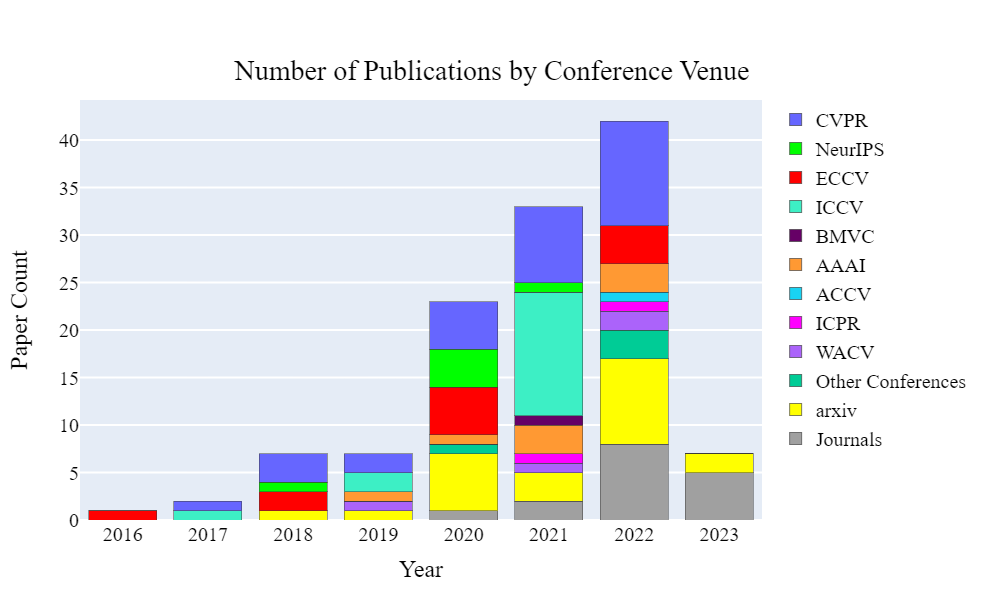 Number of Publications by Conference Venue
Paper Count
40
35
30
25
20
15
10
5
0
2016 2017 2018 2019 2020 2021 2022 2023
Year
CVPR
NeurIPS
ECCV
ICCV
BMVC
AAAI
ACCV
ICPR
WACV
Other Conferences
arxiv
Journals